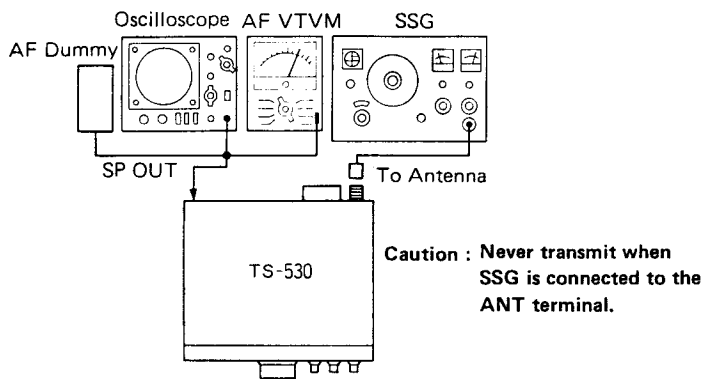 Oscilloscope AF VTVM SSG
AF Dummy
SP OUT
To Antenna
TS-530
Caution : Never transmit when
SSG is connected to the
ANT terminal.